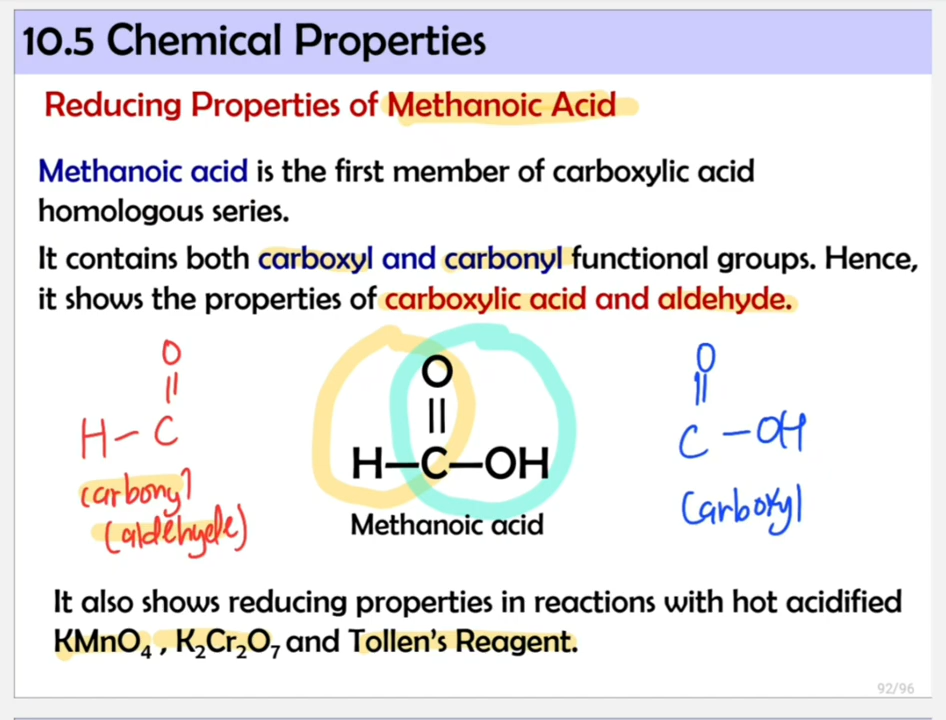 10.5 Chemical Properties
Reducing Properties of Methanoic Acid
Methanoic acid is the first member of carboxylic acid
homologous series.
It contains both carboxyl and carbonyl functional groups. Hence,
it shows the properties of carboxylic acid and aldehyde.
O
||
H–C
carbonyl
(aldehyde)
O
||
H–C–OH
Methanoic acid
O
||
C–OH
Carboxyl
It also shows reducing properties in reactions with hot acidified
KMnO₄ , K₂Cr₂O₇ and Tollen's Reagent.
92/96